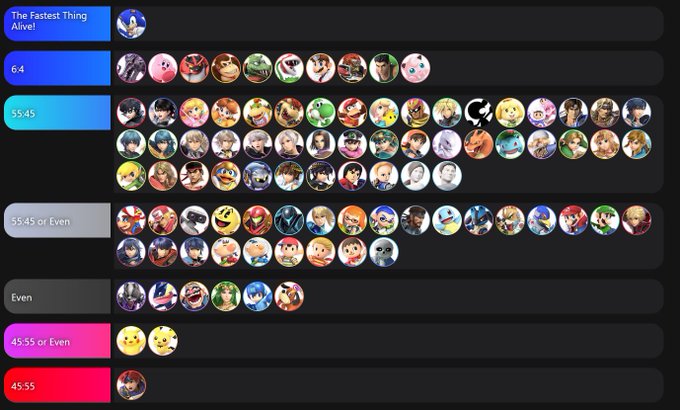 The Fastest Thing
Alive!
6:4
55:45
55:45 or Even
Even
45:55 or Even
45:55